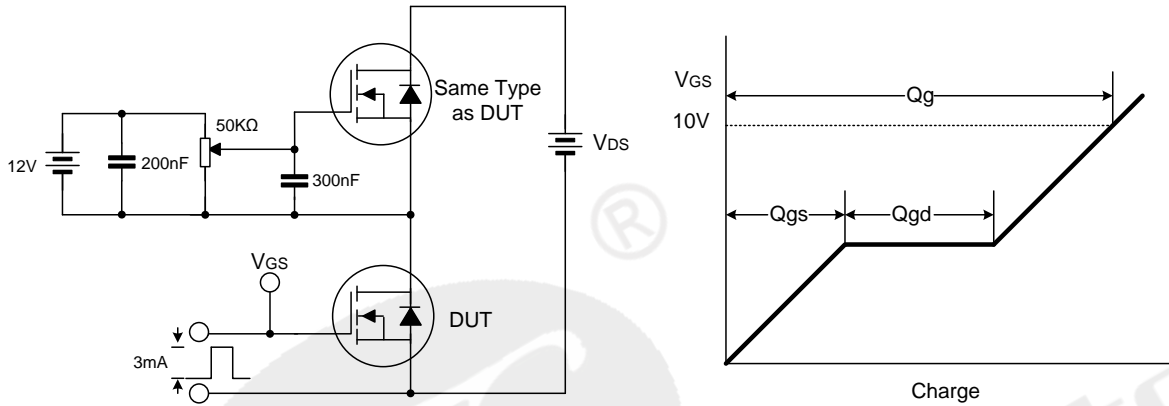 Same Type
as DUT
50KΩ
12V
200nF
300nF
VDS
VGS
DUT
3mA
VGS
10V
Qg
Qgs
Qgd
Charge
®